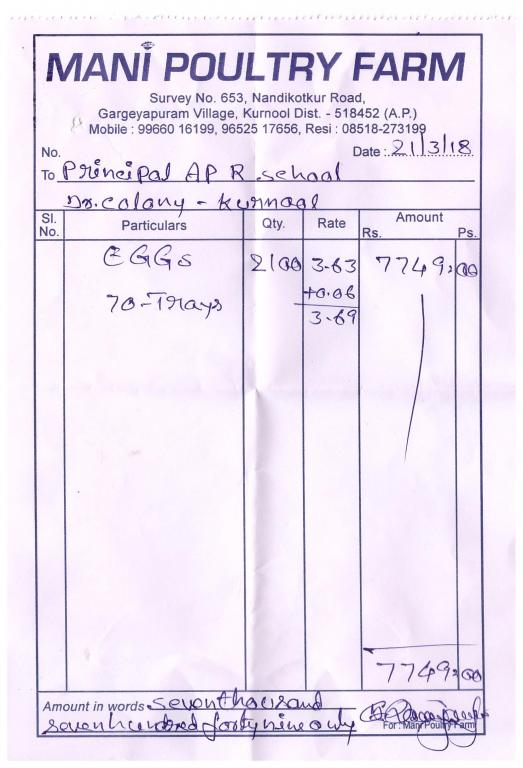 MANI POULTRY FARM
Survey No. 653, Nandikotkur Road,
Gargeyapuram Village, Kurnool Dist. - 518452 (A.P.)
Mobile : 99660 16199, 96525 17656, Resi : 08518-273199
No. Date : 21/3/18
To Principal AP R school
Dr. colany - kurnool
Sl. No. Particulars Qty. Rate Amount Rs. Ps.
EGGs 2100 3.63 7749.00
70-Trays +0.06
3.69
7749.00
Amount in words seven thousand
seven hundred forty nine only
For : Mani Poultry Farm